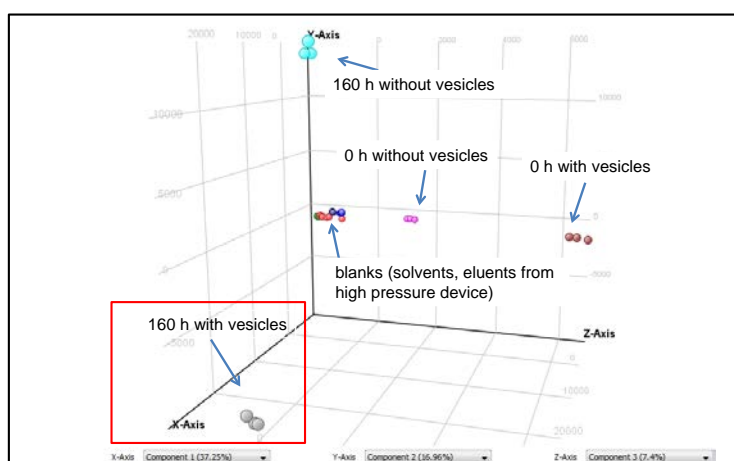 20000 10000 0 Y-Axis 0 2000 4000 6000
160 h without vesicles
10000 10000
0 h without vesicles
5000 0 h with vesicles
0
0
blanks (solvents, eluents from -5000
high pressure device)
160 h with vesicles
-5000 Z-Axis
0
10000
X-Axis 0 20000
X-Axis Component 1 (37.25%) Y-Axis Component 2 (16.96%) Z-Axis Component 3 (7.4%)